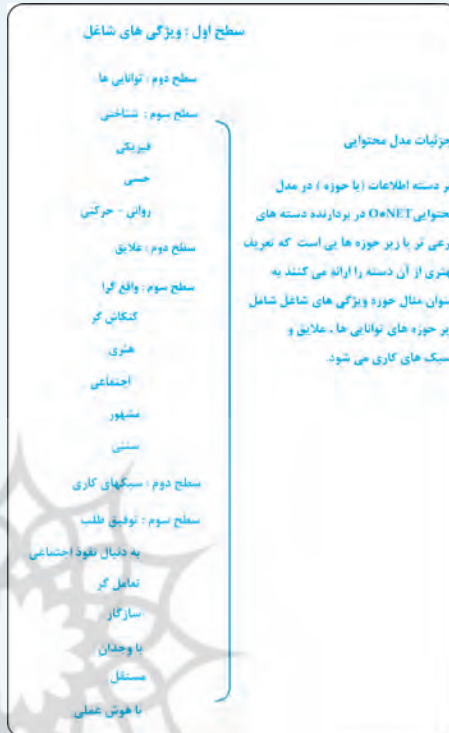 سطح اول : ویژگی های شاغل
سطح دوم : توانایی ها
سطح سوم : شناختی
فیزیکی
حسی
روانی - حرکتی
سطح دوم : علایق
سطح سوم : واقع گرا
کنکاش گر
هنری
اجتماعی
مشهور
سنتی
سطح دوم : سبکهای کاری
سطح سوم : توفیق طلب
به دنبال نفوذ اجتماعی
تعامل گر
سازگار
با وجدان
مستقل
با هوش عملی
جزئیات مدل محتوایی
ر دسته اطلاعات (یا حوزه ) در مدل
محتوایی O*NET در بردارنده دسته های
رعی تر یا زیر حوزه ها یی است که تعریف
هتری از آن دسته را ارائه می کنند به
عنوان مثال حوزه ویژگی های شاغل شامل
یر حوزه های توانایی ها ، علایق و
سبک های کاری می شود.